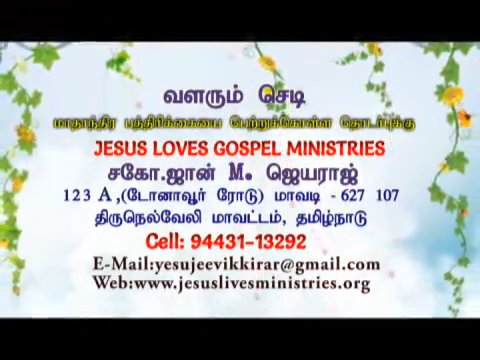 வளரும் செடி
மாதாந்திர பத்திரிக்கையை பெற்றுக்கொள்ள தொடர்புக்கு
JESUS LOVES GOSPEL MINISTRIES
சகோ.ஜான் M. ஜெயராஜ்
123 A ,(டோனாவூர் ரோடு) மாவடி - 627 107
திருநெல்வேலி மாவட்டம், தமிழ்நாடு
Cell: 94431-13292
E-Mail:yesujeevikkirar@gmail.com
Web:www.jesuslivesministries.org